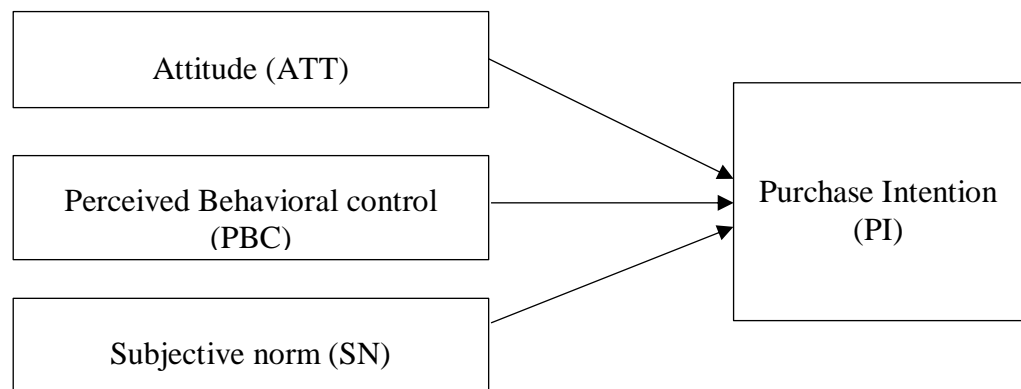 Attitude (ATT)
Perceived Behavioral control
(PBC)
Purchase Intention
(PI)
Subjective norm (SN)